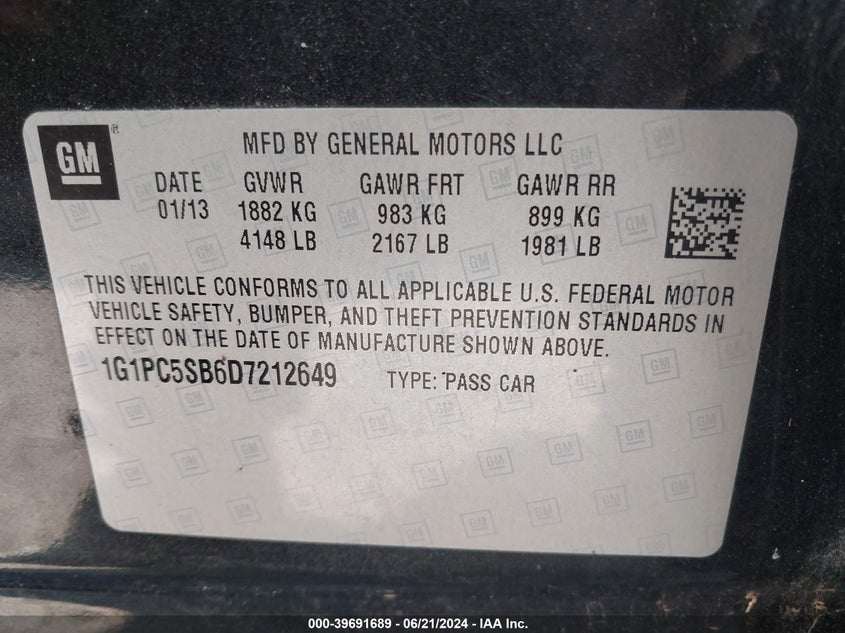 GM
MFD BY GENERAL MOTORS LLC
DATE GVWR GAWR FRT GAWR RR
01/13 1882 KG 983 KG 899 KG
4148 LB 2167 LB 1981 LB
THIS VEHICLE CONFORMS TO ALL APPLICABLE U.S. FEDERAL MOTOR
VEHICLE SAFETY, BUMPER, AND THEFT PREVENTION STANDARDS IN
EFFECT ON THE DATE OF MANUFACTURE SHOWN ABOVE.
1G1PC5SB6D7212649 TYPE: PASS CAR
000-39691689 - 06/21/2024 - IAA Inc.